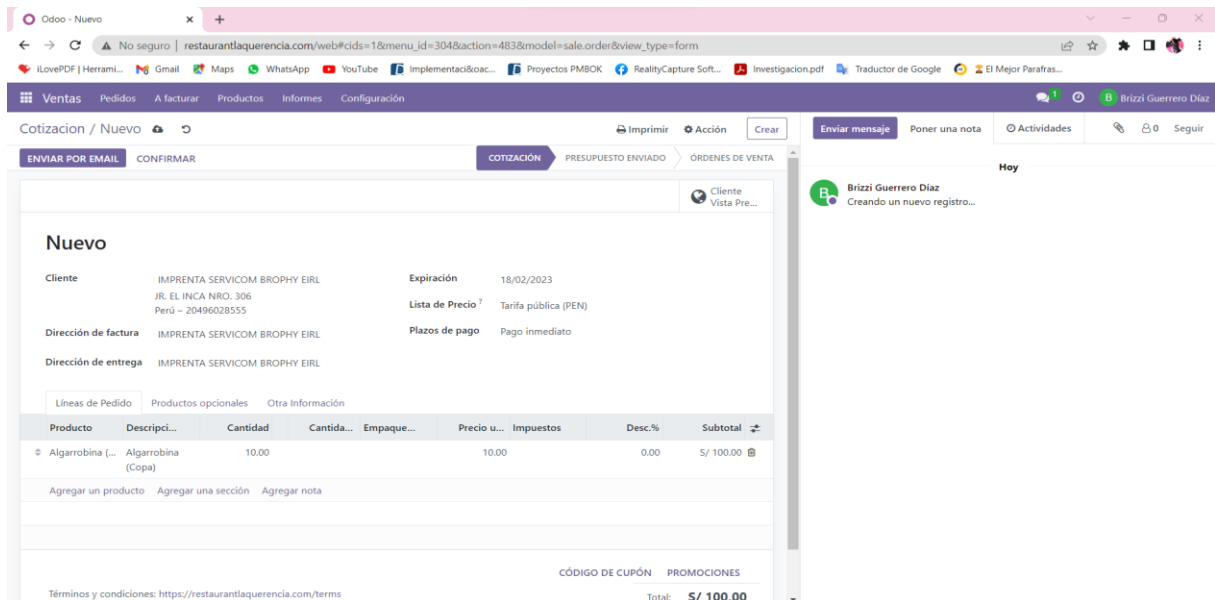 Odoo - Nuevo
No seguro | restaurantlaquerencia.com/web#cids=1&menu_id=304&action=483&model=sale.order&view_type=form
iLovePDF | Herrami... Gmail Maps WhatsApp YouTube Implementaci&oac... Proyectos PMBOK RealityCapture Soft... Investigacion.pdf Traductor de Google El Mejor Parafras...
Ventas Pedidos A facturar Productos Informes Configuración 1 B Brizzi Guerrero Díaz
Cotizacion / Nuevo Imprimir Acción Crear Enviar mensaje Poner una nota Actividades 0 Seguir
ENVIAR POR EMAIL CONFIRMAR COTIZACIÓN PRESUPUESTO ENVIADO ÓRDENES DE VENTA
Hoy
Cliente
Vista Pre...
B Brizzi Guerrero Díaz
Creando un nuevo registro...
Nuevo
Cliente IMPRENTA SERVICOM BROPHY EIRL
JR. EL INCA NRO. 306
Perú – 20496028555
Dirección de factura IMPRENTA SERVICOM BROPHY EIRL
Dirección de entrega IMPRENTA SERVICOM BROPHY EIRL
Expiración 18/02/2023
Lista de Precio ? Tarifa pública (PEN)
Plazos de pago Pago inmediato
Líneas de Pedido Productos opcionales Otra Información
Producto Descripci... Cantidad Cantida... Empaque... Precio u... Impuestos Desc.% Subtotal
Algarrobina (... Algarrobina 10.00 10.00 0.00 S/ 100.00
(Copa)
Agregar un producto Agregar una sección Agregar nota
CÓDIGO DE CUPÓN PROMOCIONES
Términos y condiciones: https://restaurantlaquerencia.com/terms
Total: S/ 100.00